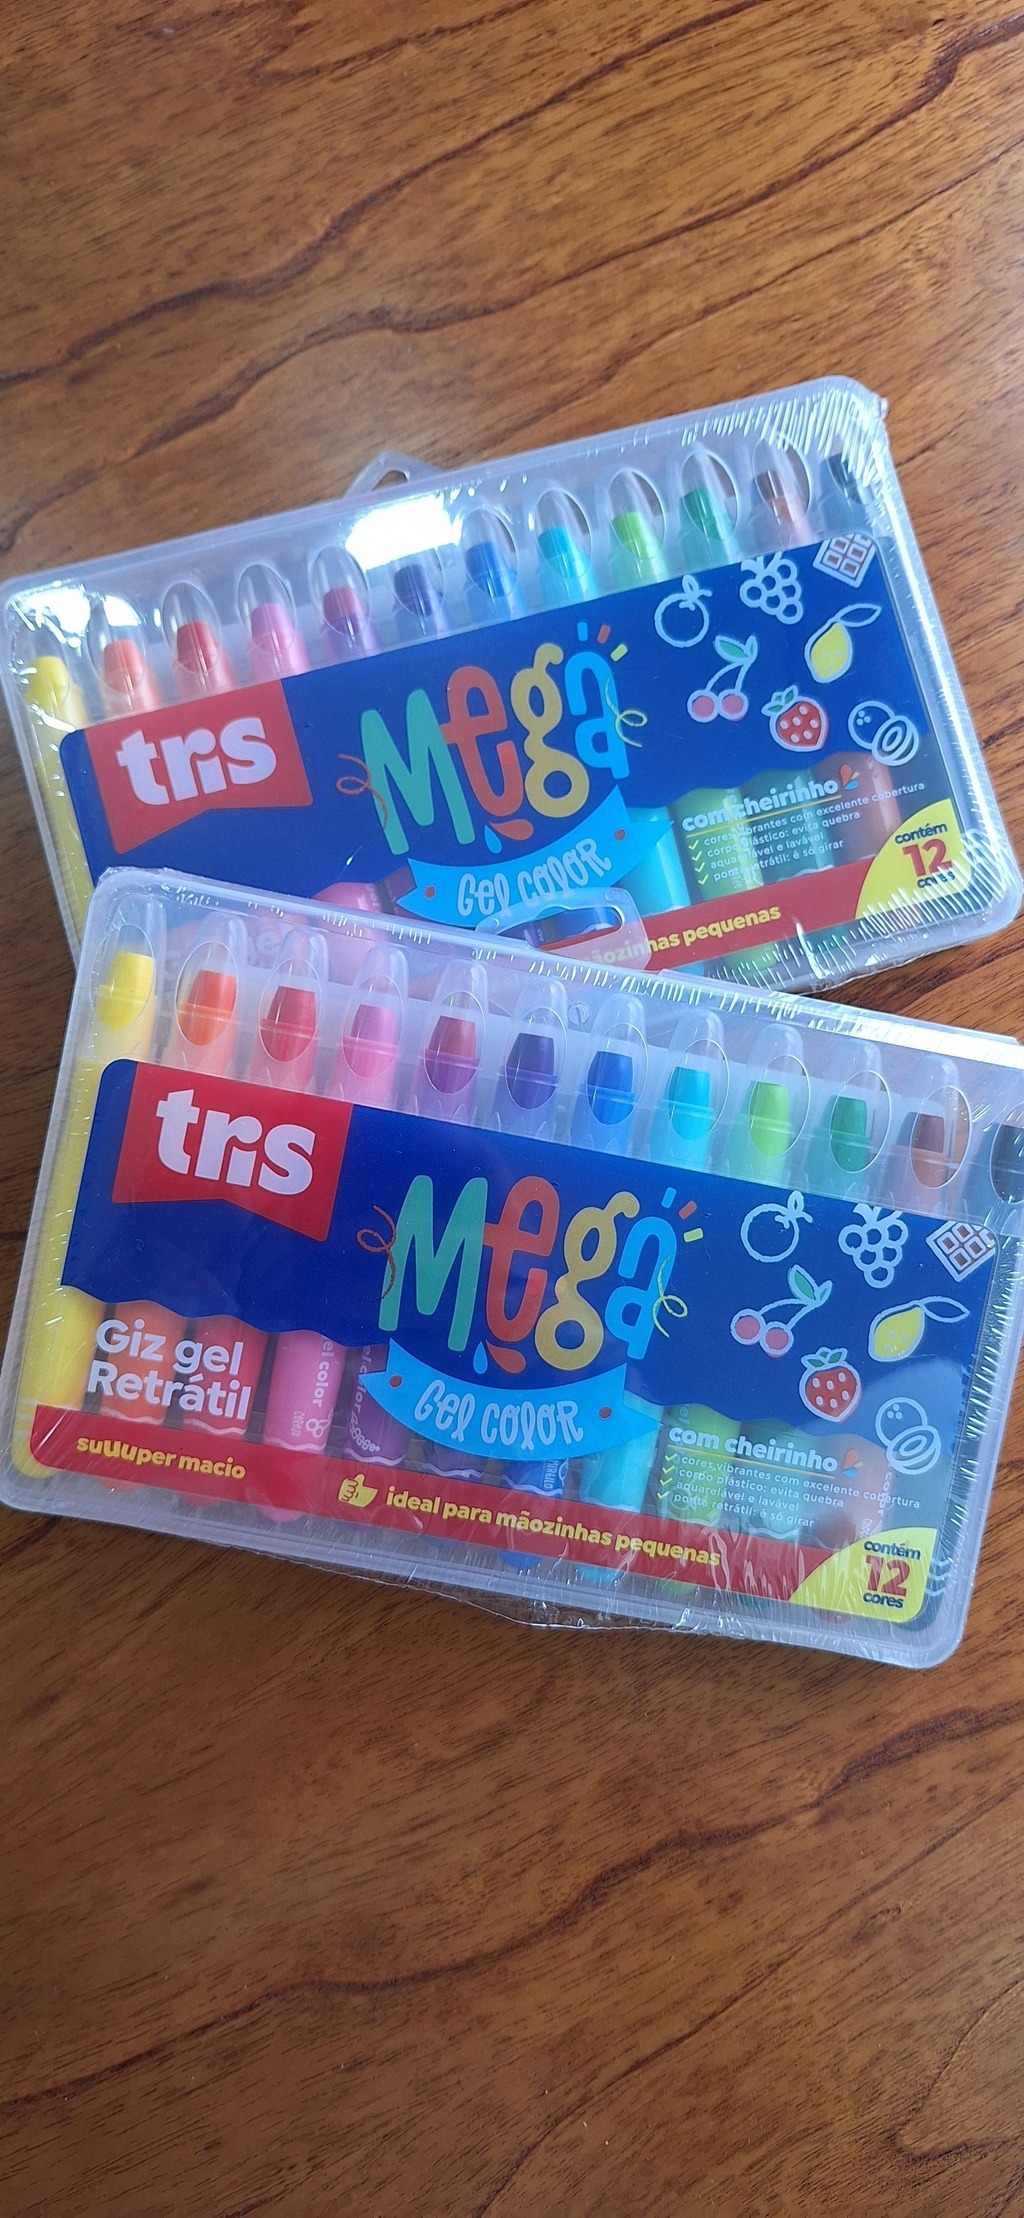 tris
Mega
Gel color
com cheirinho
cores vibrantes com excelente cobertura
corpo plástico: evita quebra
aquarelável e lavável
ponta retrátil: é só girar
contém
12
cores
mãozinhas pequenas
tris
Mega
Gel color
Giz gel
Retrátil
suUuper macio
ideal para mãozinhas pequenas
com cheirinho
cores vibrantes com excelente cobertura
corpo plástico: evita quebra
aquarelável e lavável
ponta retrátil: é só girar
contém
12
cores
gel color